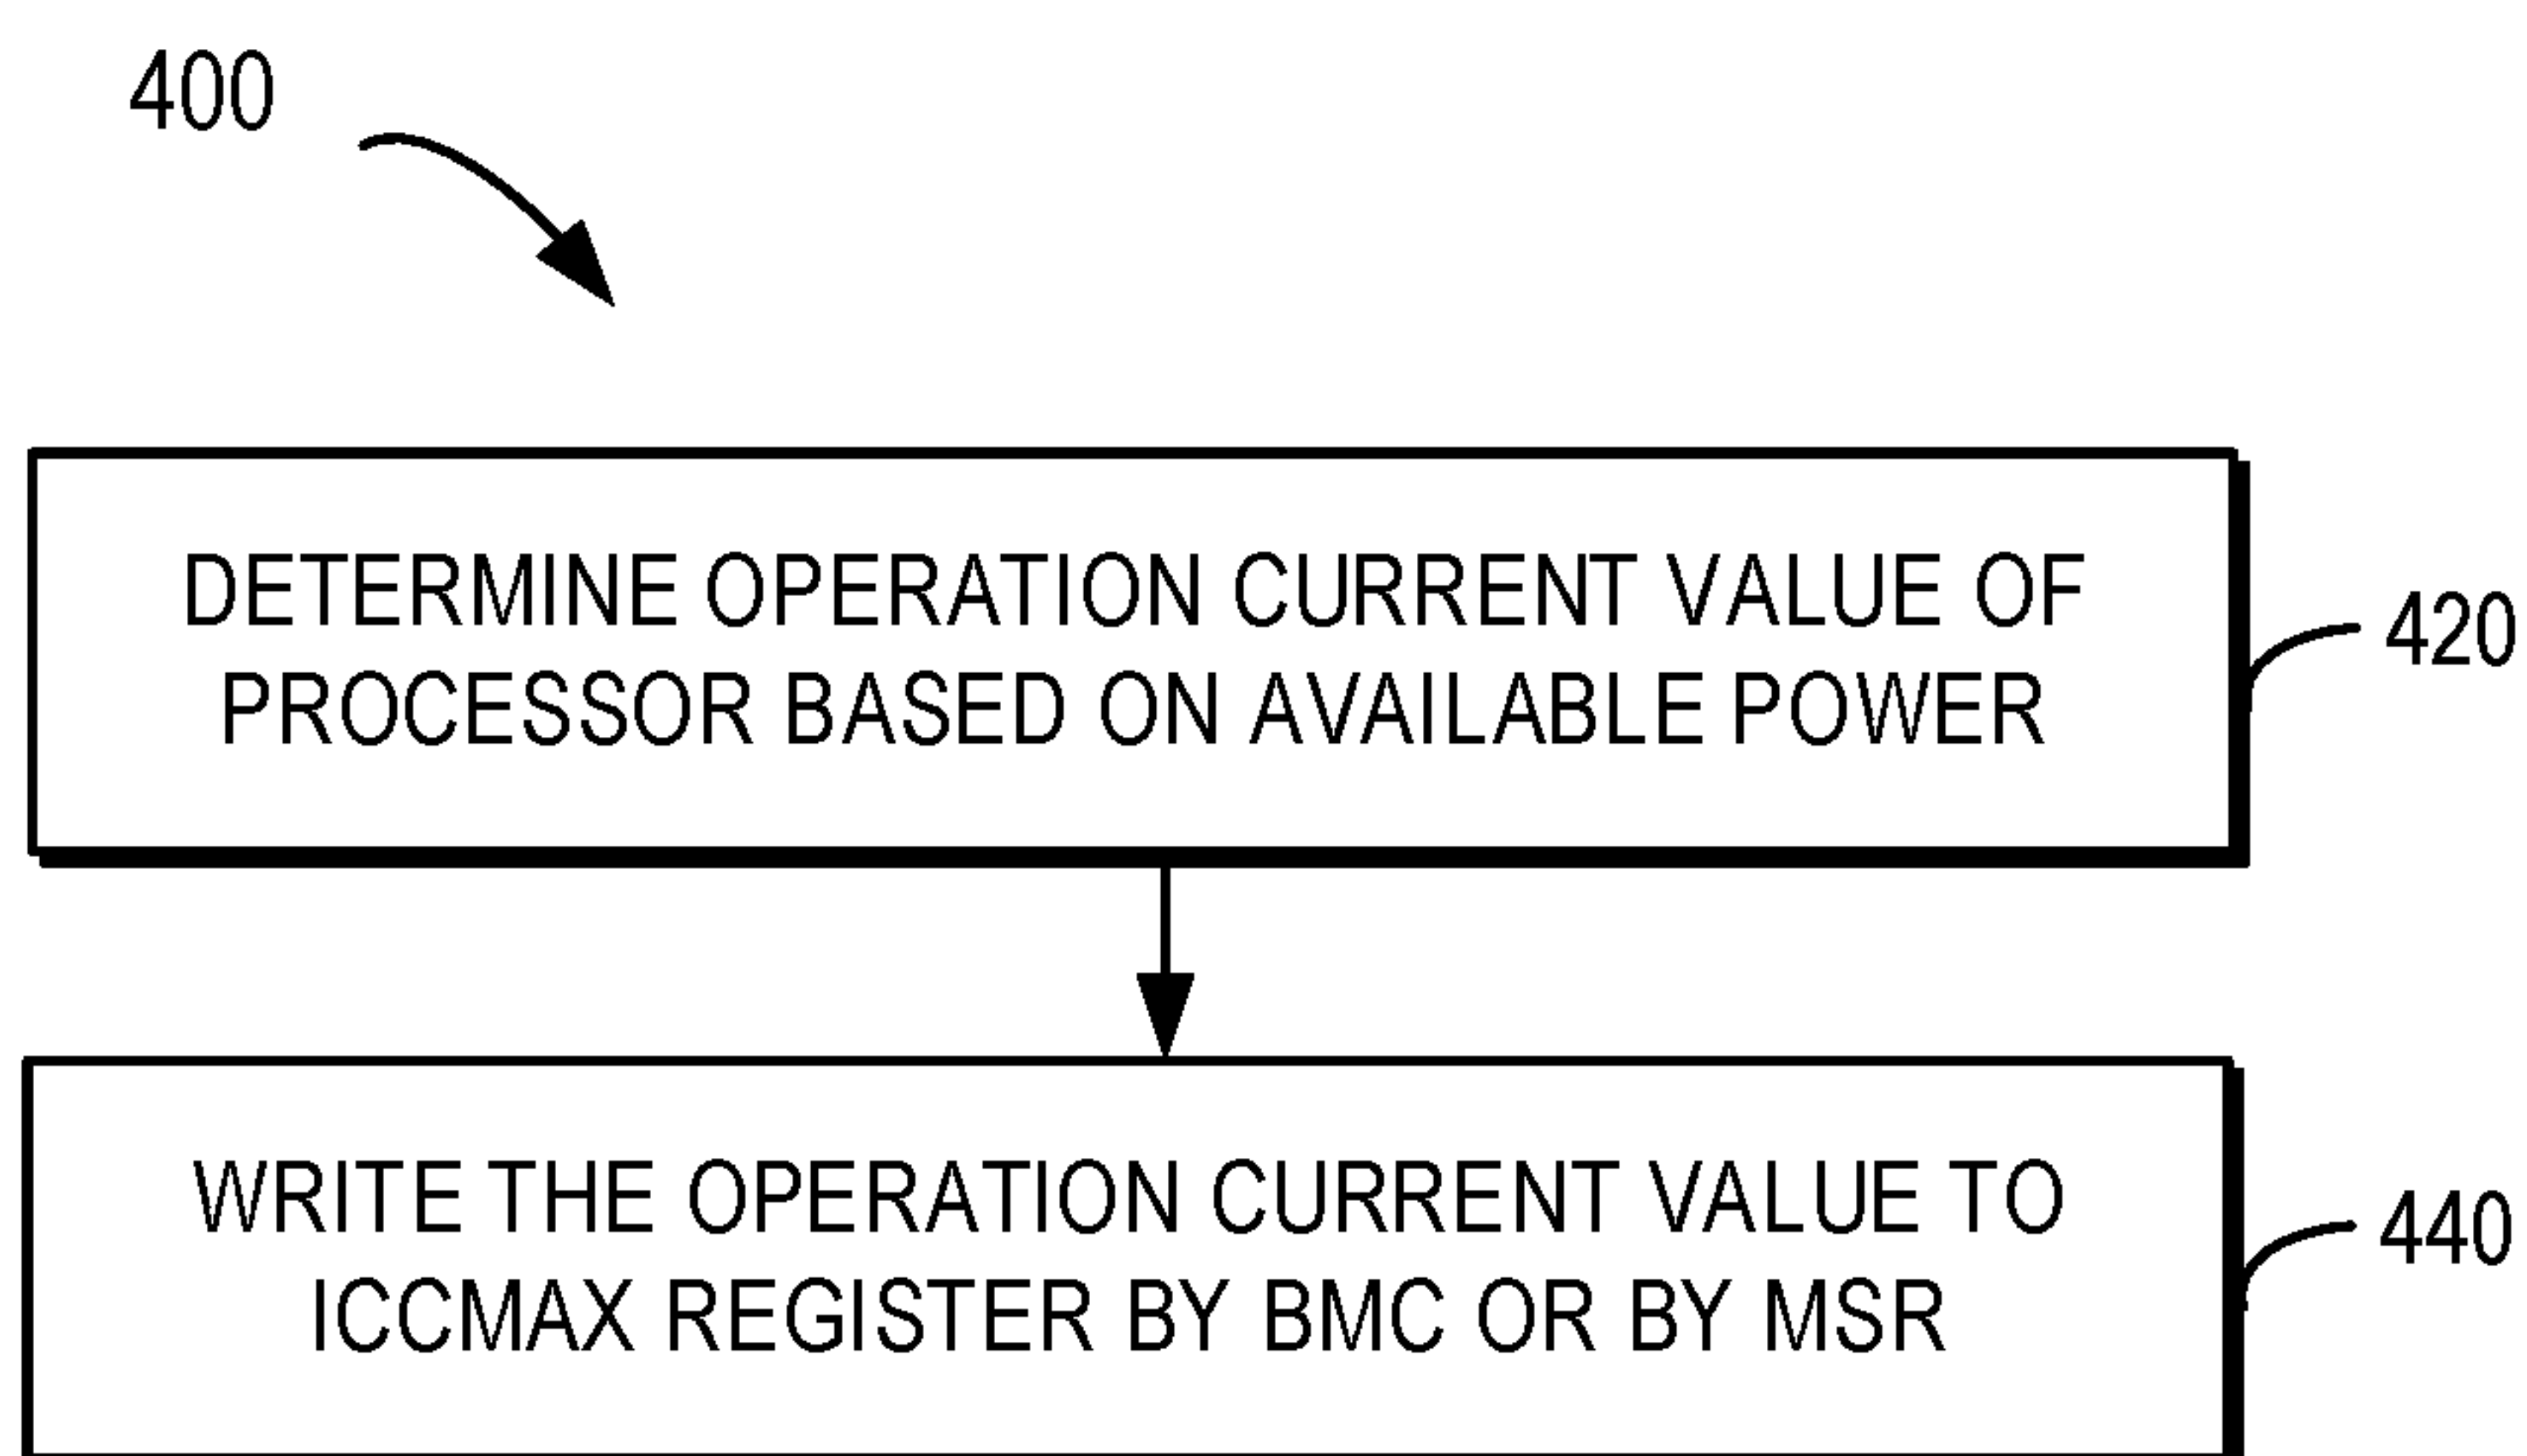 400
DETERMINE OPERATION CURRENT VALUE OF
PROCESSOR BASED ON AVAILABLE POWER
420
WRITE THE OPERATION CURRENT VALUE TO
ICCMAX REGISTER BY BMC OR BY MSR
440